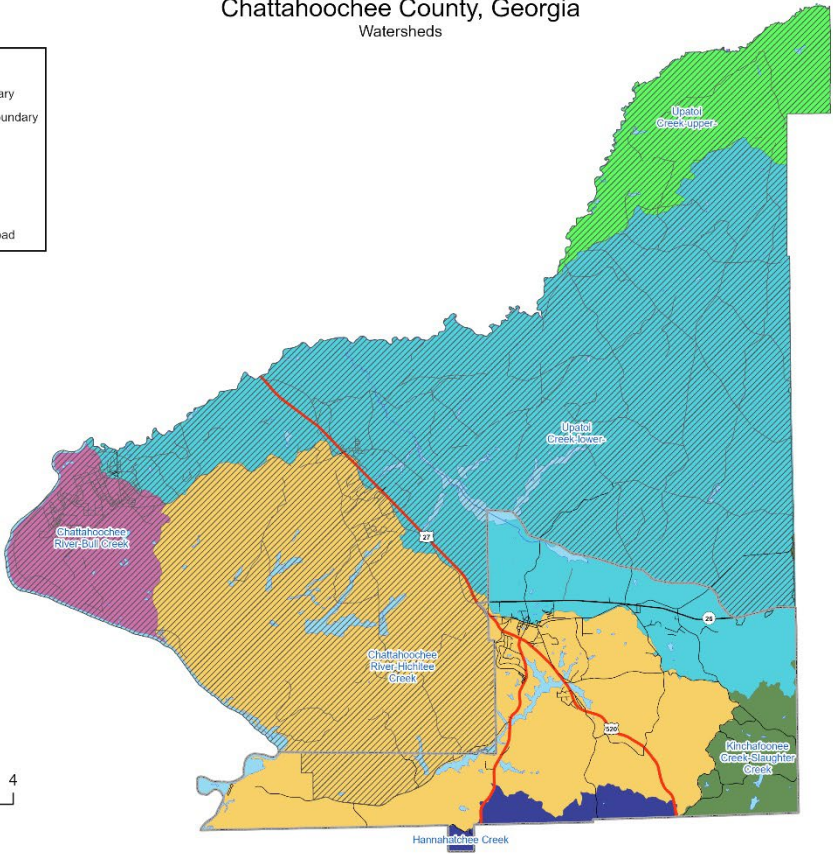 Chattahoochee County, Georgia
Watersheds
ary
undary
oad
Upatoi
Creek-upper-
Upatoi
Creek-lower-
Chattahoochee
River-Bull Creek
27
26
Chattahoochee
River-Hichitee
Creek
520
Kinchafoonee
Creek-Slaughter
Creek
4
Hannahatchee Creek